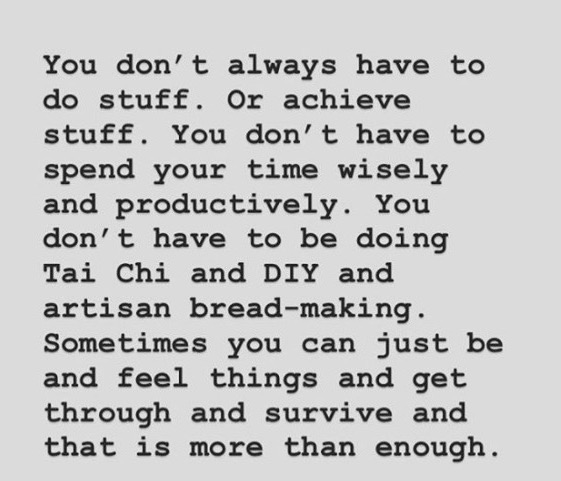 You don’t always have to
do stuff. Or achieve
stuff. You don’t have to
spend your time wisely
and productively. You
don’t have to be doing
Tai Chi and DIY and
artisan bread-making.
Sometimes you can just be
and feel things and get
through and survive and
that is more than enough.